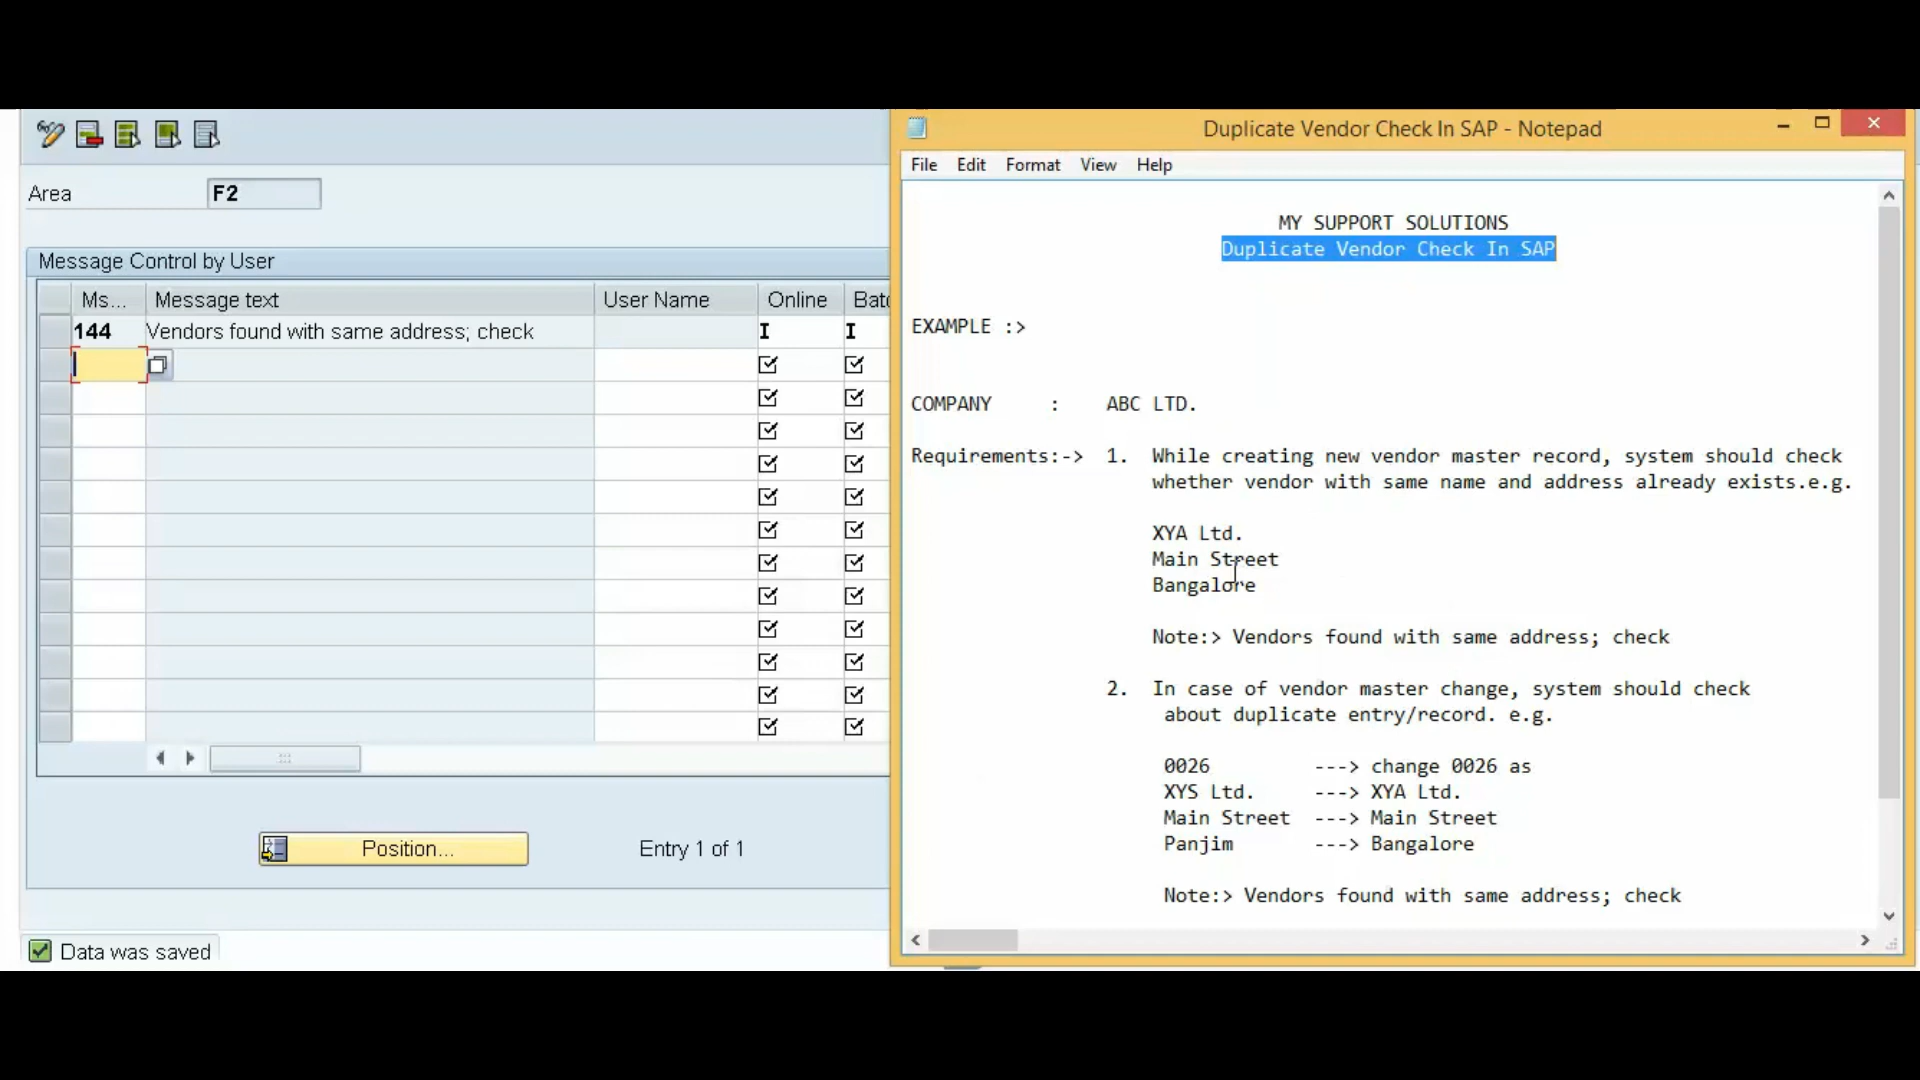 Area F2
Message Control by User
Ms... Message text User Name Online Batc
144 Vendors found with same address; check I I
Position... Entry 1 of 1
Data was saved
Duplicate Vendor Check In SAP - Notepad
File Edit Format View Help
MY SUPPORT SOLUTIONS
Duplicate Vendor Check In SAP
EXAMPLE :>
COMPANY : ABC LTD.
Requirements:-> 1. While creating new vendor master record, system should check
whether vendor with same name and address already exists.e.g.
XYA Ltd.
Main Street
Bangalore
Note:> Vendors found with same address; check
2. In case of vendor master change, system should check
about duplicate entry/record. e.g.
0026 ---> change 0026 as
XYS Ltd. ---> XYA Ltd.
Main Street ---> Main Street
Panjim ---> Bangalore
Note:> Vendors found with same address; check